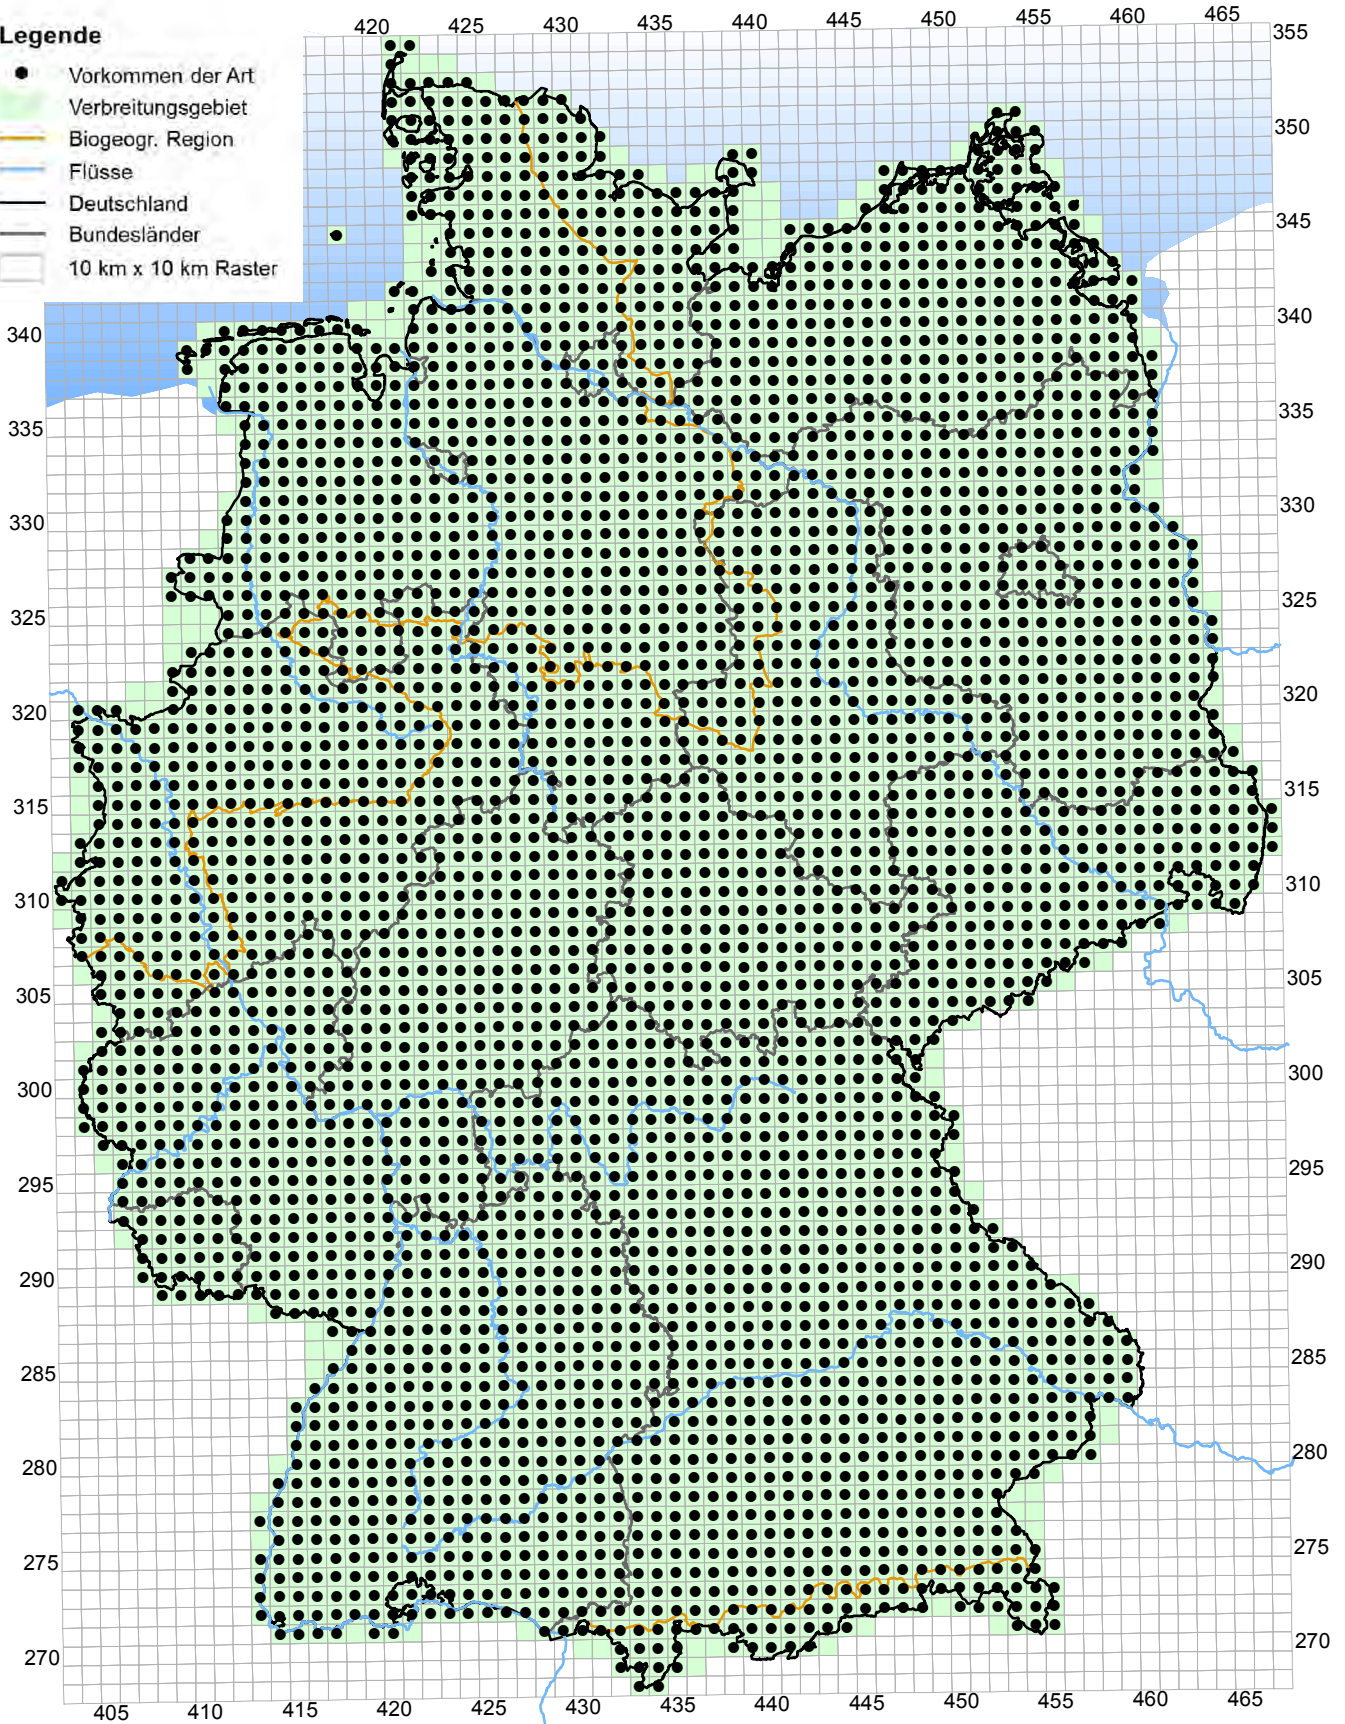 Legende
Vorkommen der Art
Verbreitungsgebiet
Biogeogr. Region
Flüsse
Deutschland
Bundesländer
10 km x 10 km Raster
420 425 430 435 440 445 450 455 460 465
355
350
345
340 340
335 335
330 330
325 325
320 320
315 315
310 310
305 305
300 300
295 295
290 290
285 285
280 280
275 275
270 270
405 410 415 420 425 430 435 440 445 450 455 460 465